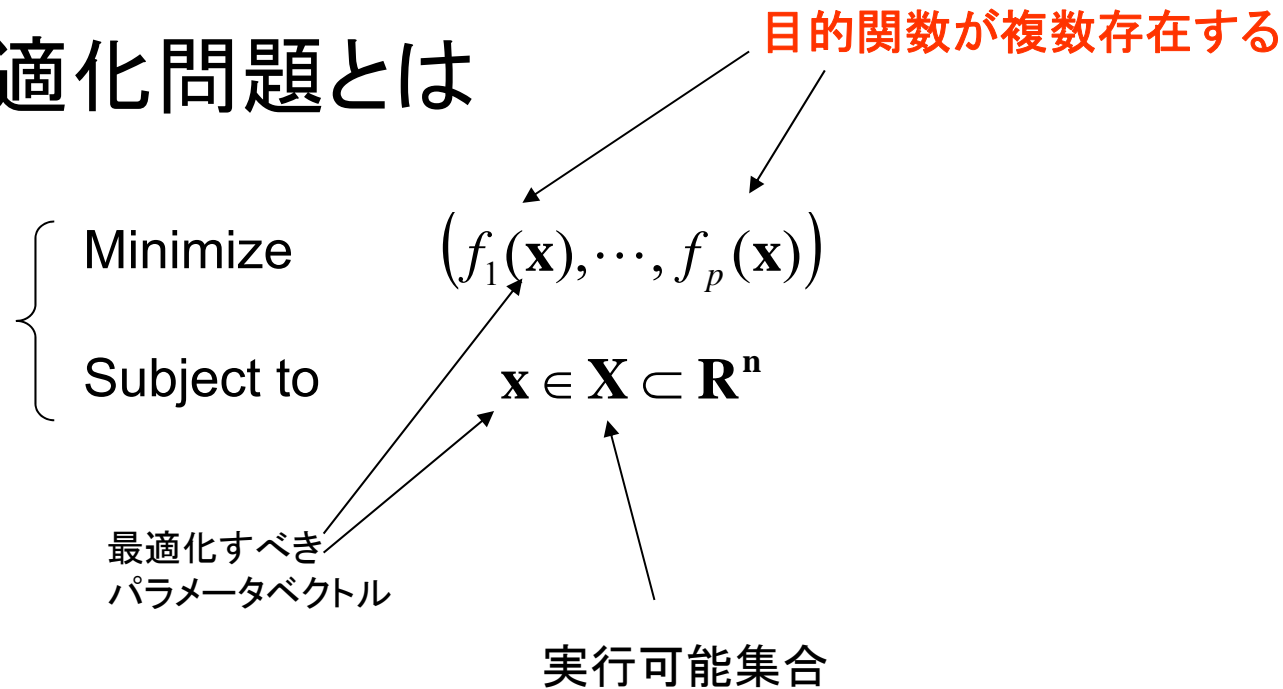 目的関数が複数存在する
適化問題とは
Minimize (f₁(𝐱),⋯, fₚ(𝐱))
Subject to 𝐱 ∈ 𝐗 ⊂ 𝐑ⁿ
最適化すべき
パラメータベクトル
実行可能集合